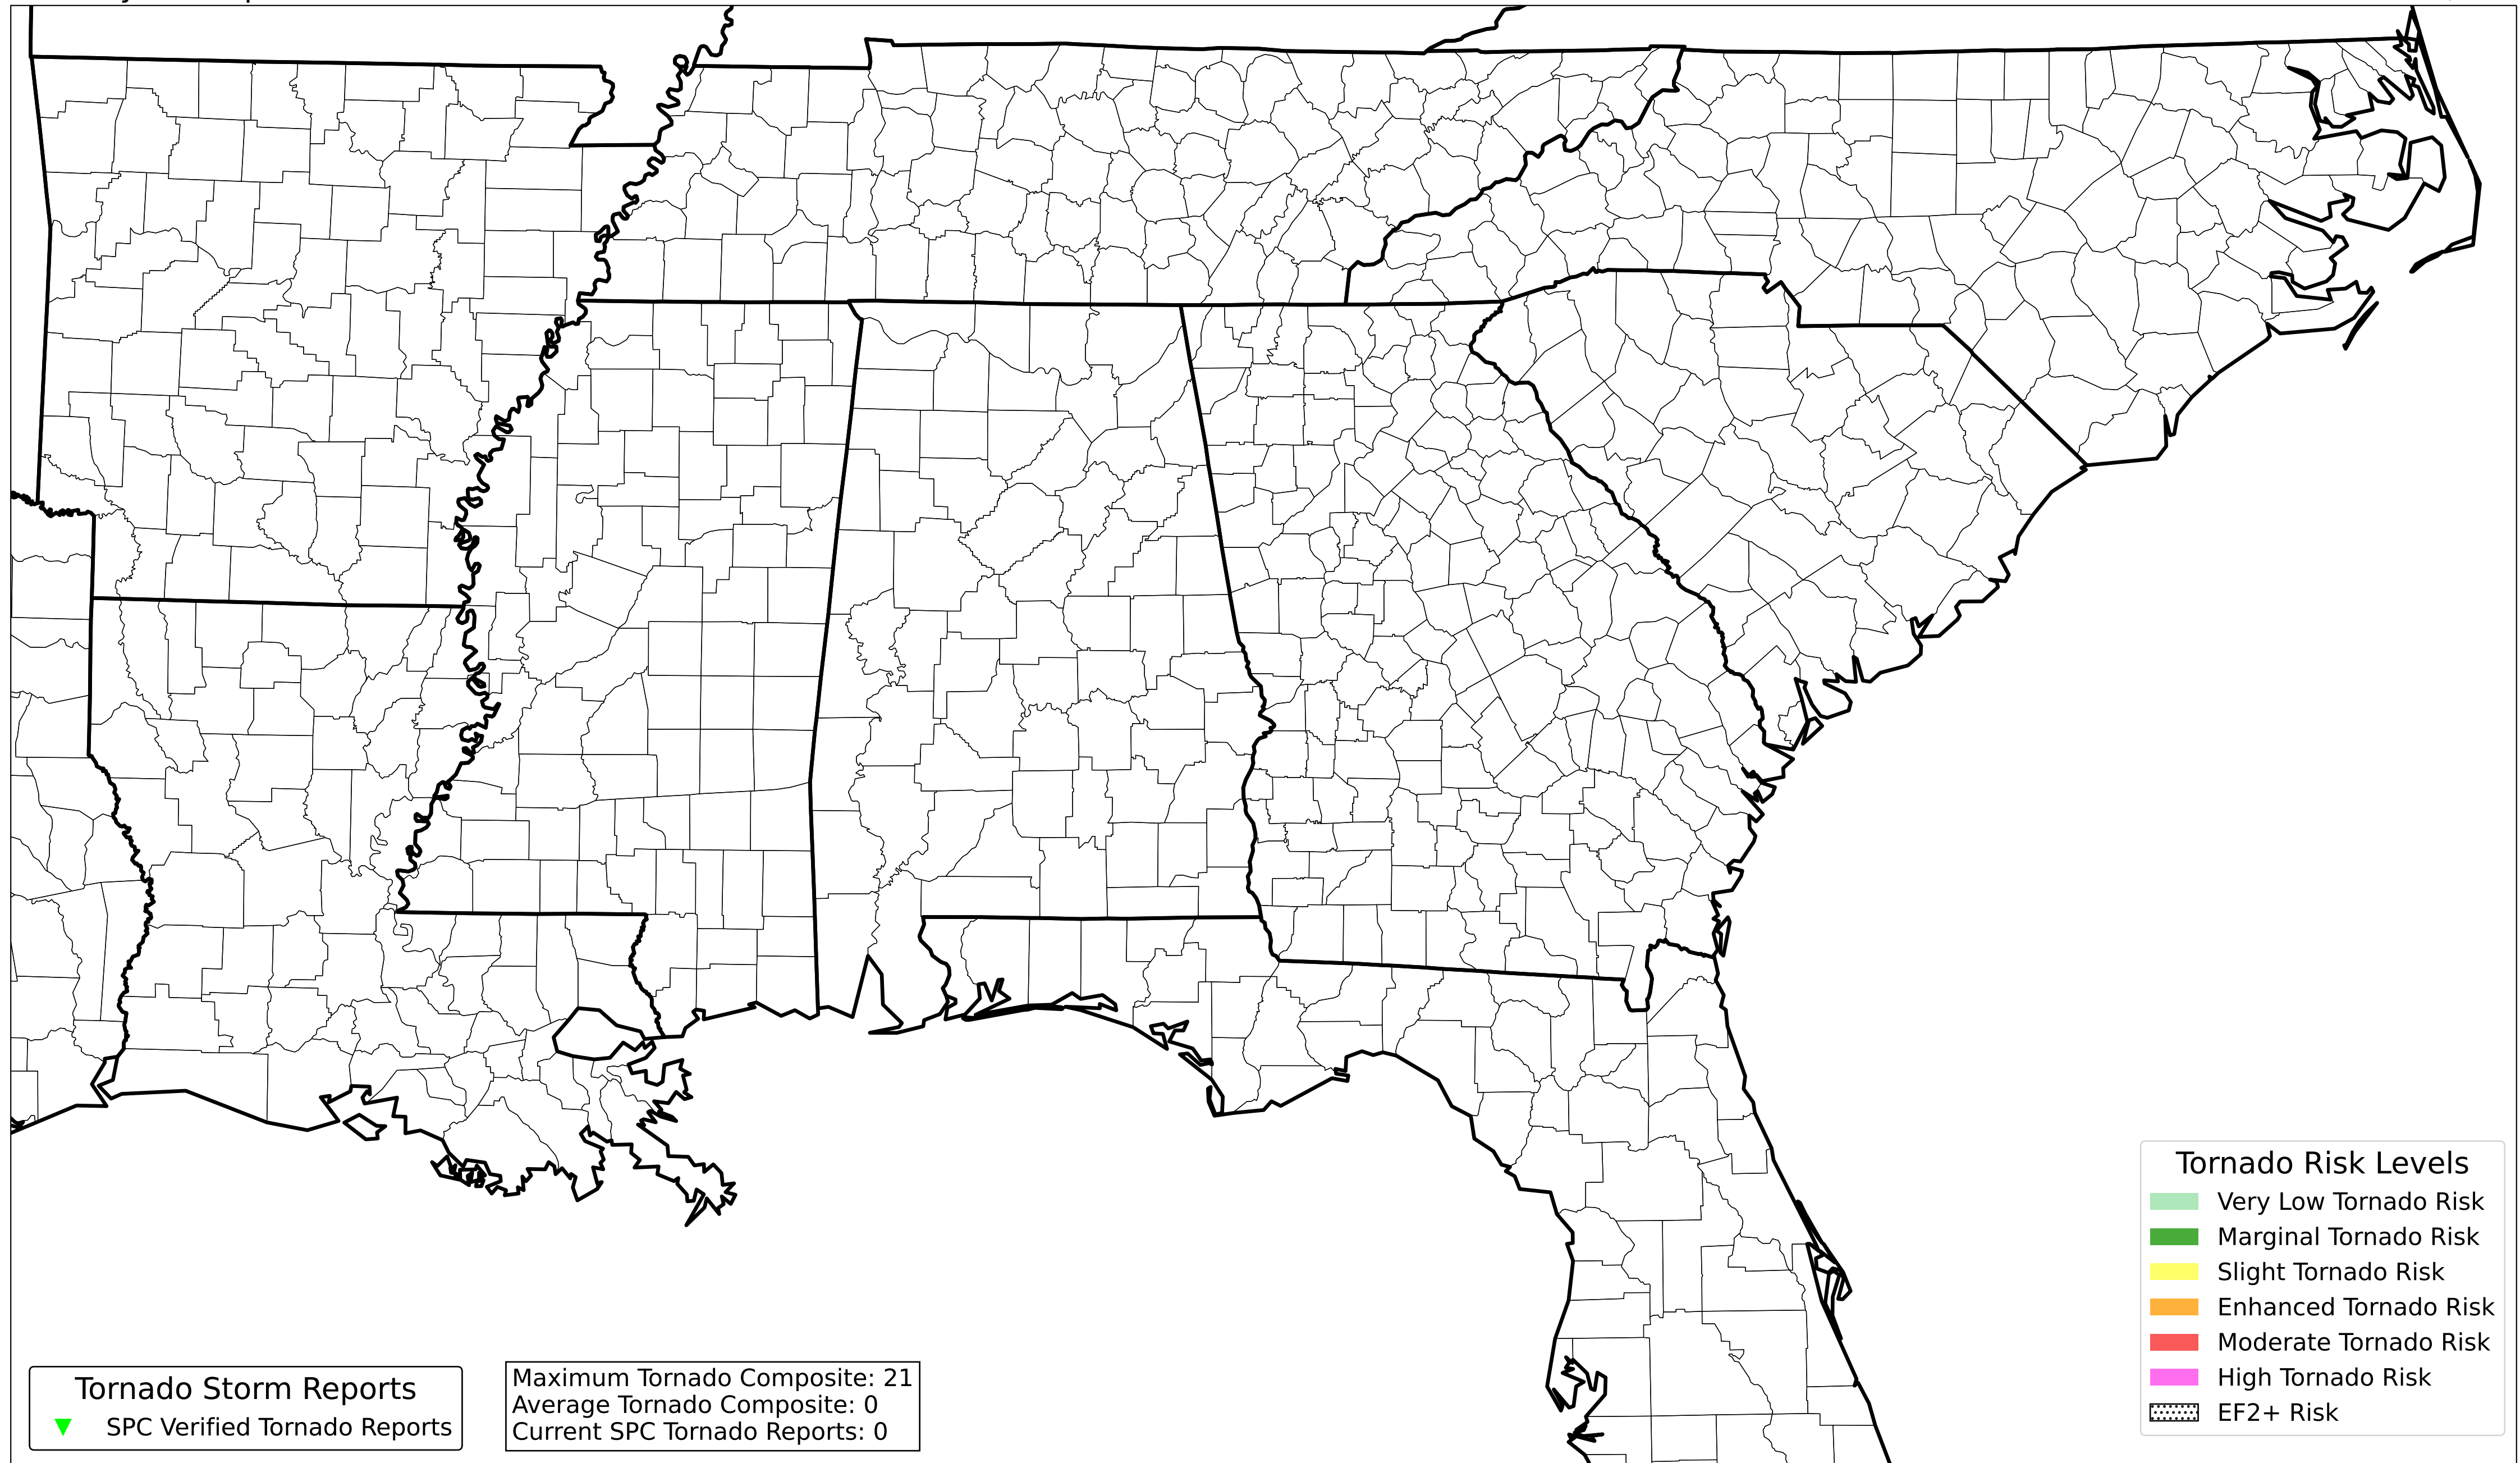 Tornado Risk Levels
Very Low Tornado Risk
Marginal Tornado Risk
Slight Tornado Risk
Enhanced Tornado Risk
Moderate Tornado Risk
High Tornado Risk
EF2+ Risk
Tornado Storm Reports
SPC Verified Tornado Reports
Maximum Tornado Composite: 21
Average Tornado Composite: 0
Current SPC Tornado Reports: 0